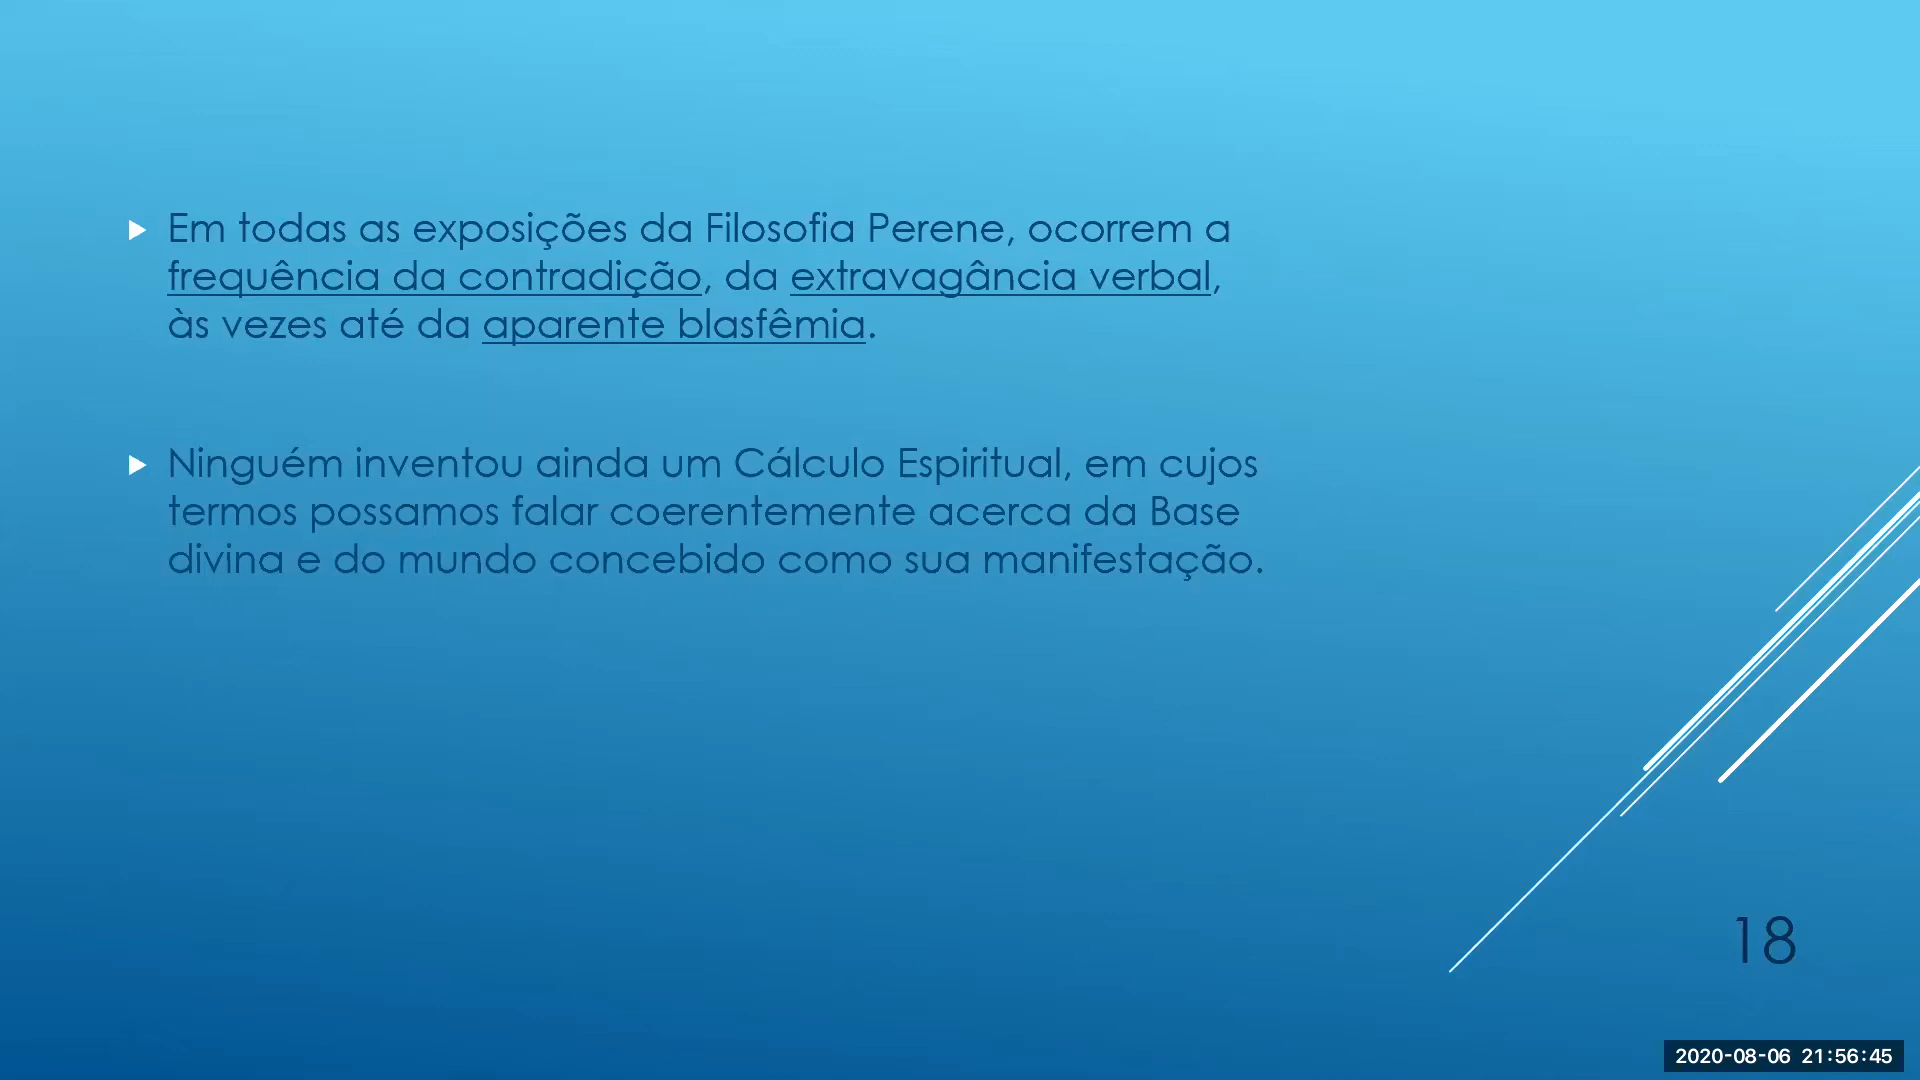 Em todas as exposições da Filosofia Perene, ocorrem a
frequência da contradição, da extravagância verbal,
às vezes até da aparente blasfêmia.
Ninguém inventou ainda um Cálculo Espiritual, em cujos
termos possamos falar coerentemente acerca da Base
divina e do mundo concebido como sua manifestação.
18
2020-08-06 21:56:45